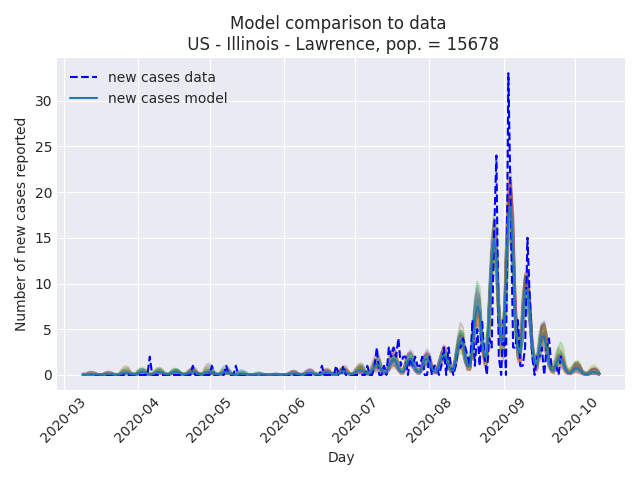 Model comparison to data
US - Illinois - Lawrence, pop. = 15678
new cases data
new cases model
Number of new cases reported
30
25
20
15
10
5
0
2020-03
2020-04
2020-05
2020-06
2020-07
2020-08
2020-09
2020-10
Day